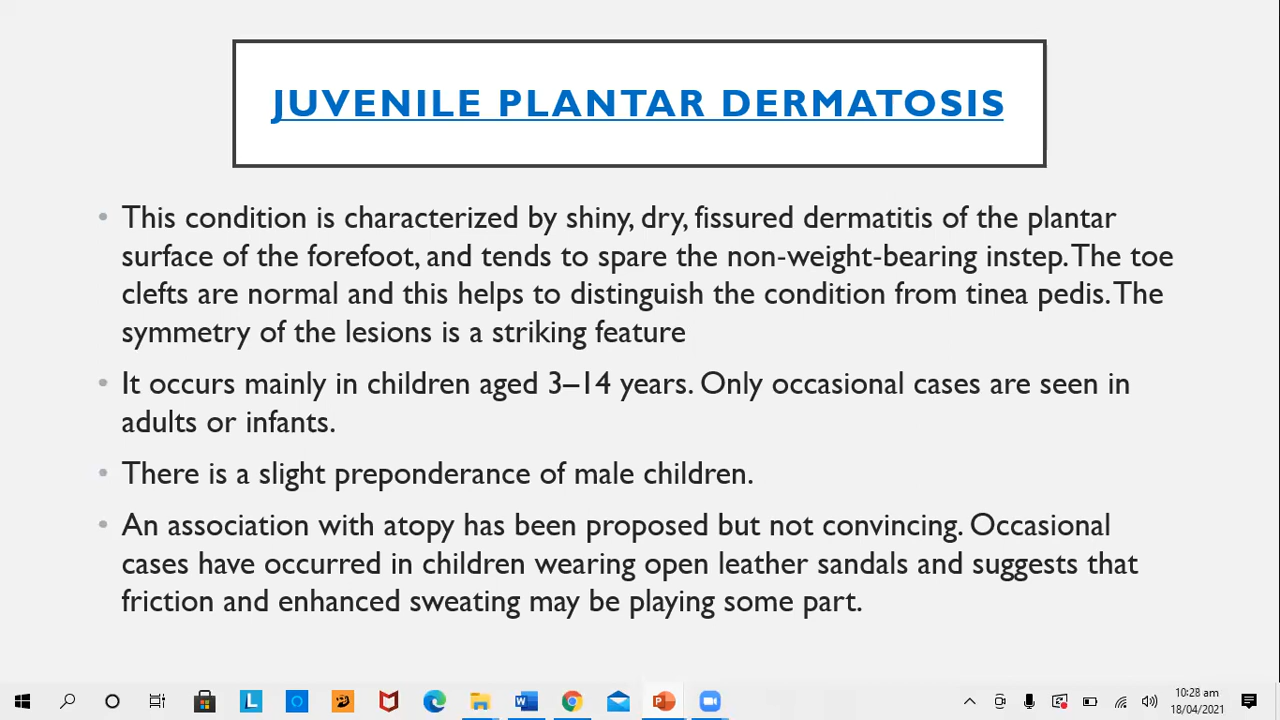 JUVENILE PLANTAR DERMATOSIS
• This condition is characterized by shiny, dry, fissured dermatitis of the plantar
surface of the forefoot, and tends to spare the non-weight-bearing instep. The toe
clefts are normal and this helps to distinguish the condition from tinea pedis. The
symmetry of the lesions is a striking feature
• It occurs mainly in children aged 3–14 years. Only occasional cases are seen in
adults or infants.
• There is a slight preponderance of male children.
• An association with atopy has been proposed but not convincing. Occasional
cases have occurred in children wearing open leather sandals and suggests that
friction and enhanced sweating may be playing some part.
L W P
10:28 am
18/04/2021